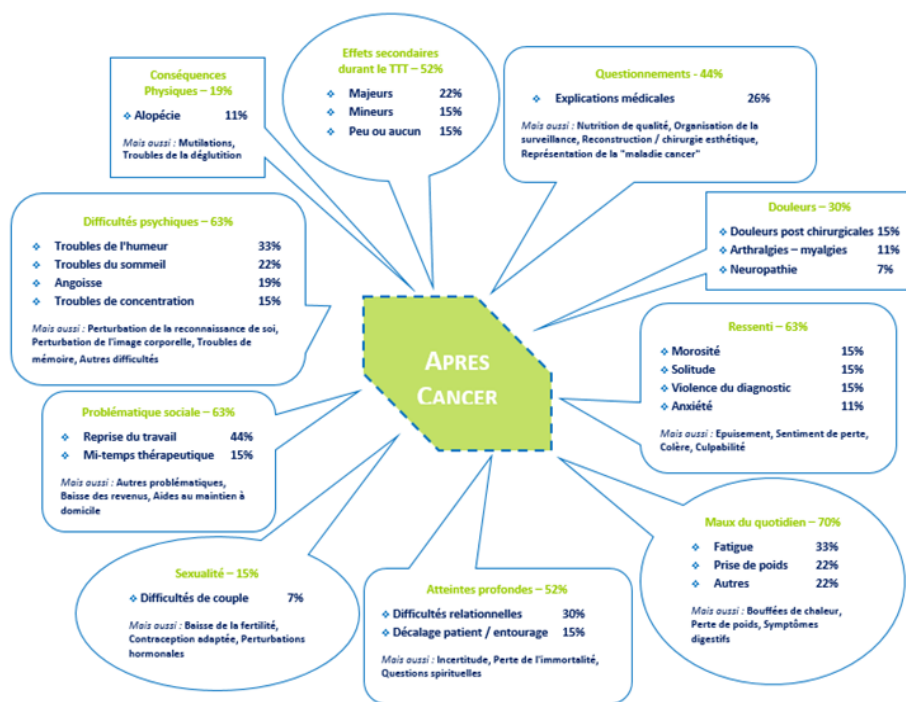 Conséquences
Physiques – 19%
❖ Alopécie 11%
Mais aussi : Mutilations,
Troubles de la déglutition
Effets secondaires
durant le TTT – 52%
❖ Majeurs 22%
❖ Mineurs 15%
❖ Peu ou aucun 15%
Questionnements - 44%
❖ Explications médicales 26%
Mais aussi : Nutrition de qualité, Organisation de la
surveillance, Reconstruction / chirurgie esthétique,
Représentation de la "maladie cancer"
Difficultés psychiques – 63%
❖ Troubles de l'humeur 33%
❖ Troubles du sommeil 22%
❖ Angoisse 19%
❖ Troubles de concentration 15%
Mais aussi : Perturbation de la reconnaissance de soi,
Perturbation de l'image corporelle, Troubles de
mémoire, Autres difficultés
Douleurs – 30%
❖ Douleurs post chirurgicales 15%
❖ Arthralgies – myalgies 11%
❖ Neuropathie 7%
APRES
CANCER
Ressenti – 63%
❖ Morosité 15%
❖ Solitude 15%
❖ Violence du diagnostic 15%
❖ Anxiété 11%
Mais aussi : Epuisement, Sentiment de perte,
Colère, Culpabilité
Problématique sociale – 63%
❖ Reprise du travail 44%
❖ Mi-temps thérapeutique 15%
Mais aussi : Autres problématiques,
Baisse des revenus, Aides au maintien à
domicile
Maux du quotidien – 70%
❖ Fatigue 33%
❖ Prise de poids 22%
❖ Autres 22%
Mais aussi : Bouffées de chaleur,
Perte de poids, Symptômes
digestifs
Sexualité – 15%
❖ Difficultés de couple 7%
Mais aussi : Baisse de la fertilité,
Contraception adaptée, Perturbations
hormonales
Atteintes profondes – 52%
❖ Difficultés relationnelles 30%
❖ Décalage patient / entourage 15%
Mais aussi : Incertitude, Perte de l'immortalité,
Questions spirituelles